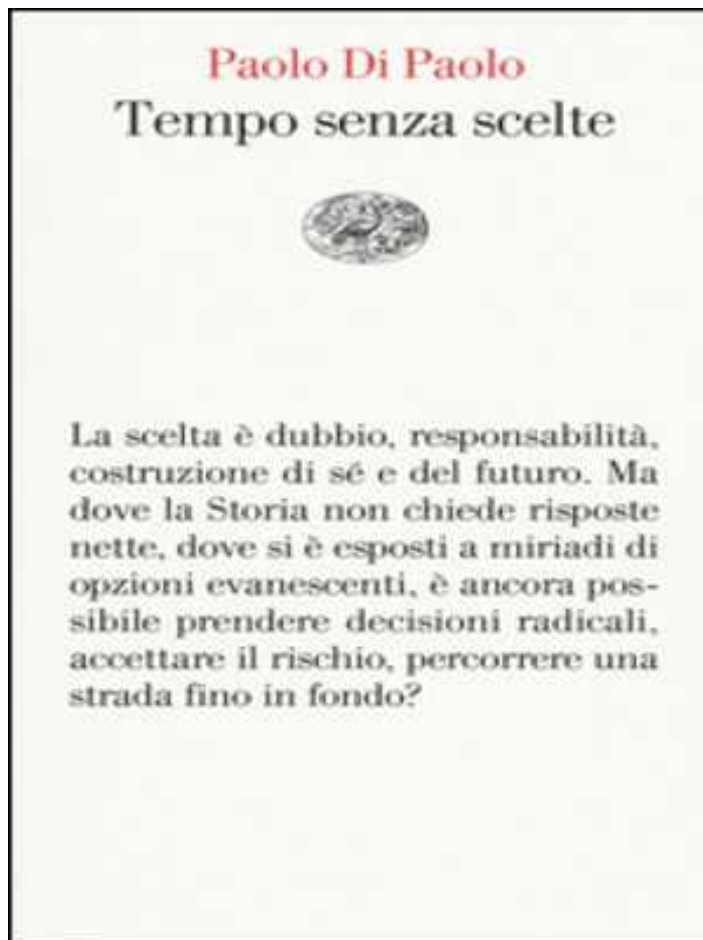 Paolo Di Paolo
Tempo senza scelte
La scelta è dubbio, responsabilità,
costruzione di sé e del futuro. Ma
dove la Storia non chiede risposte
nette, dove si è esposti a miriadi di
opzioni evanescenti, è ancora pos-
sibile prendere decisioni radicali,
accettare il rischio, percorrere una
strada fino in fondo?